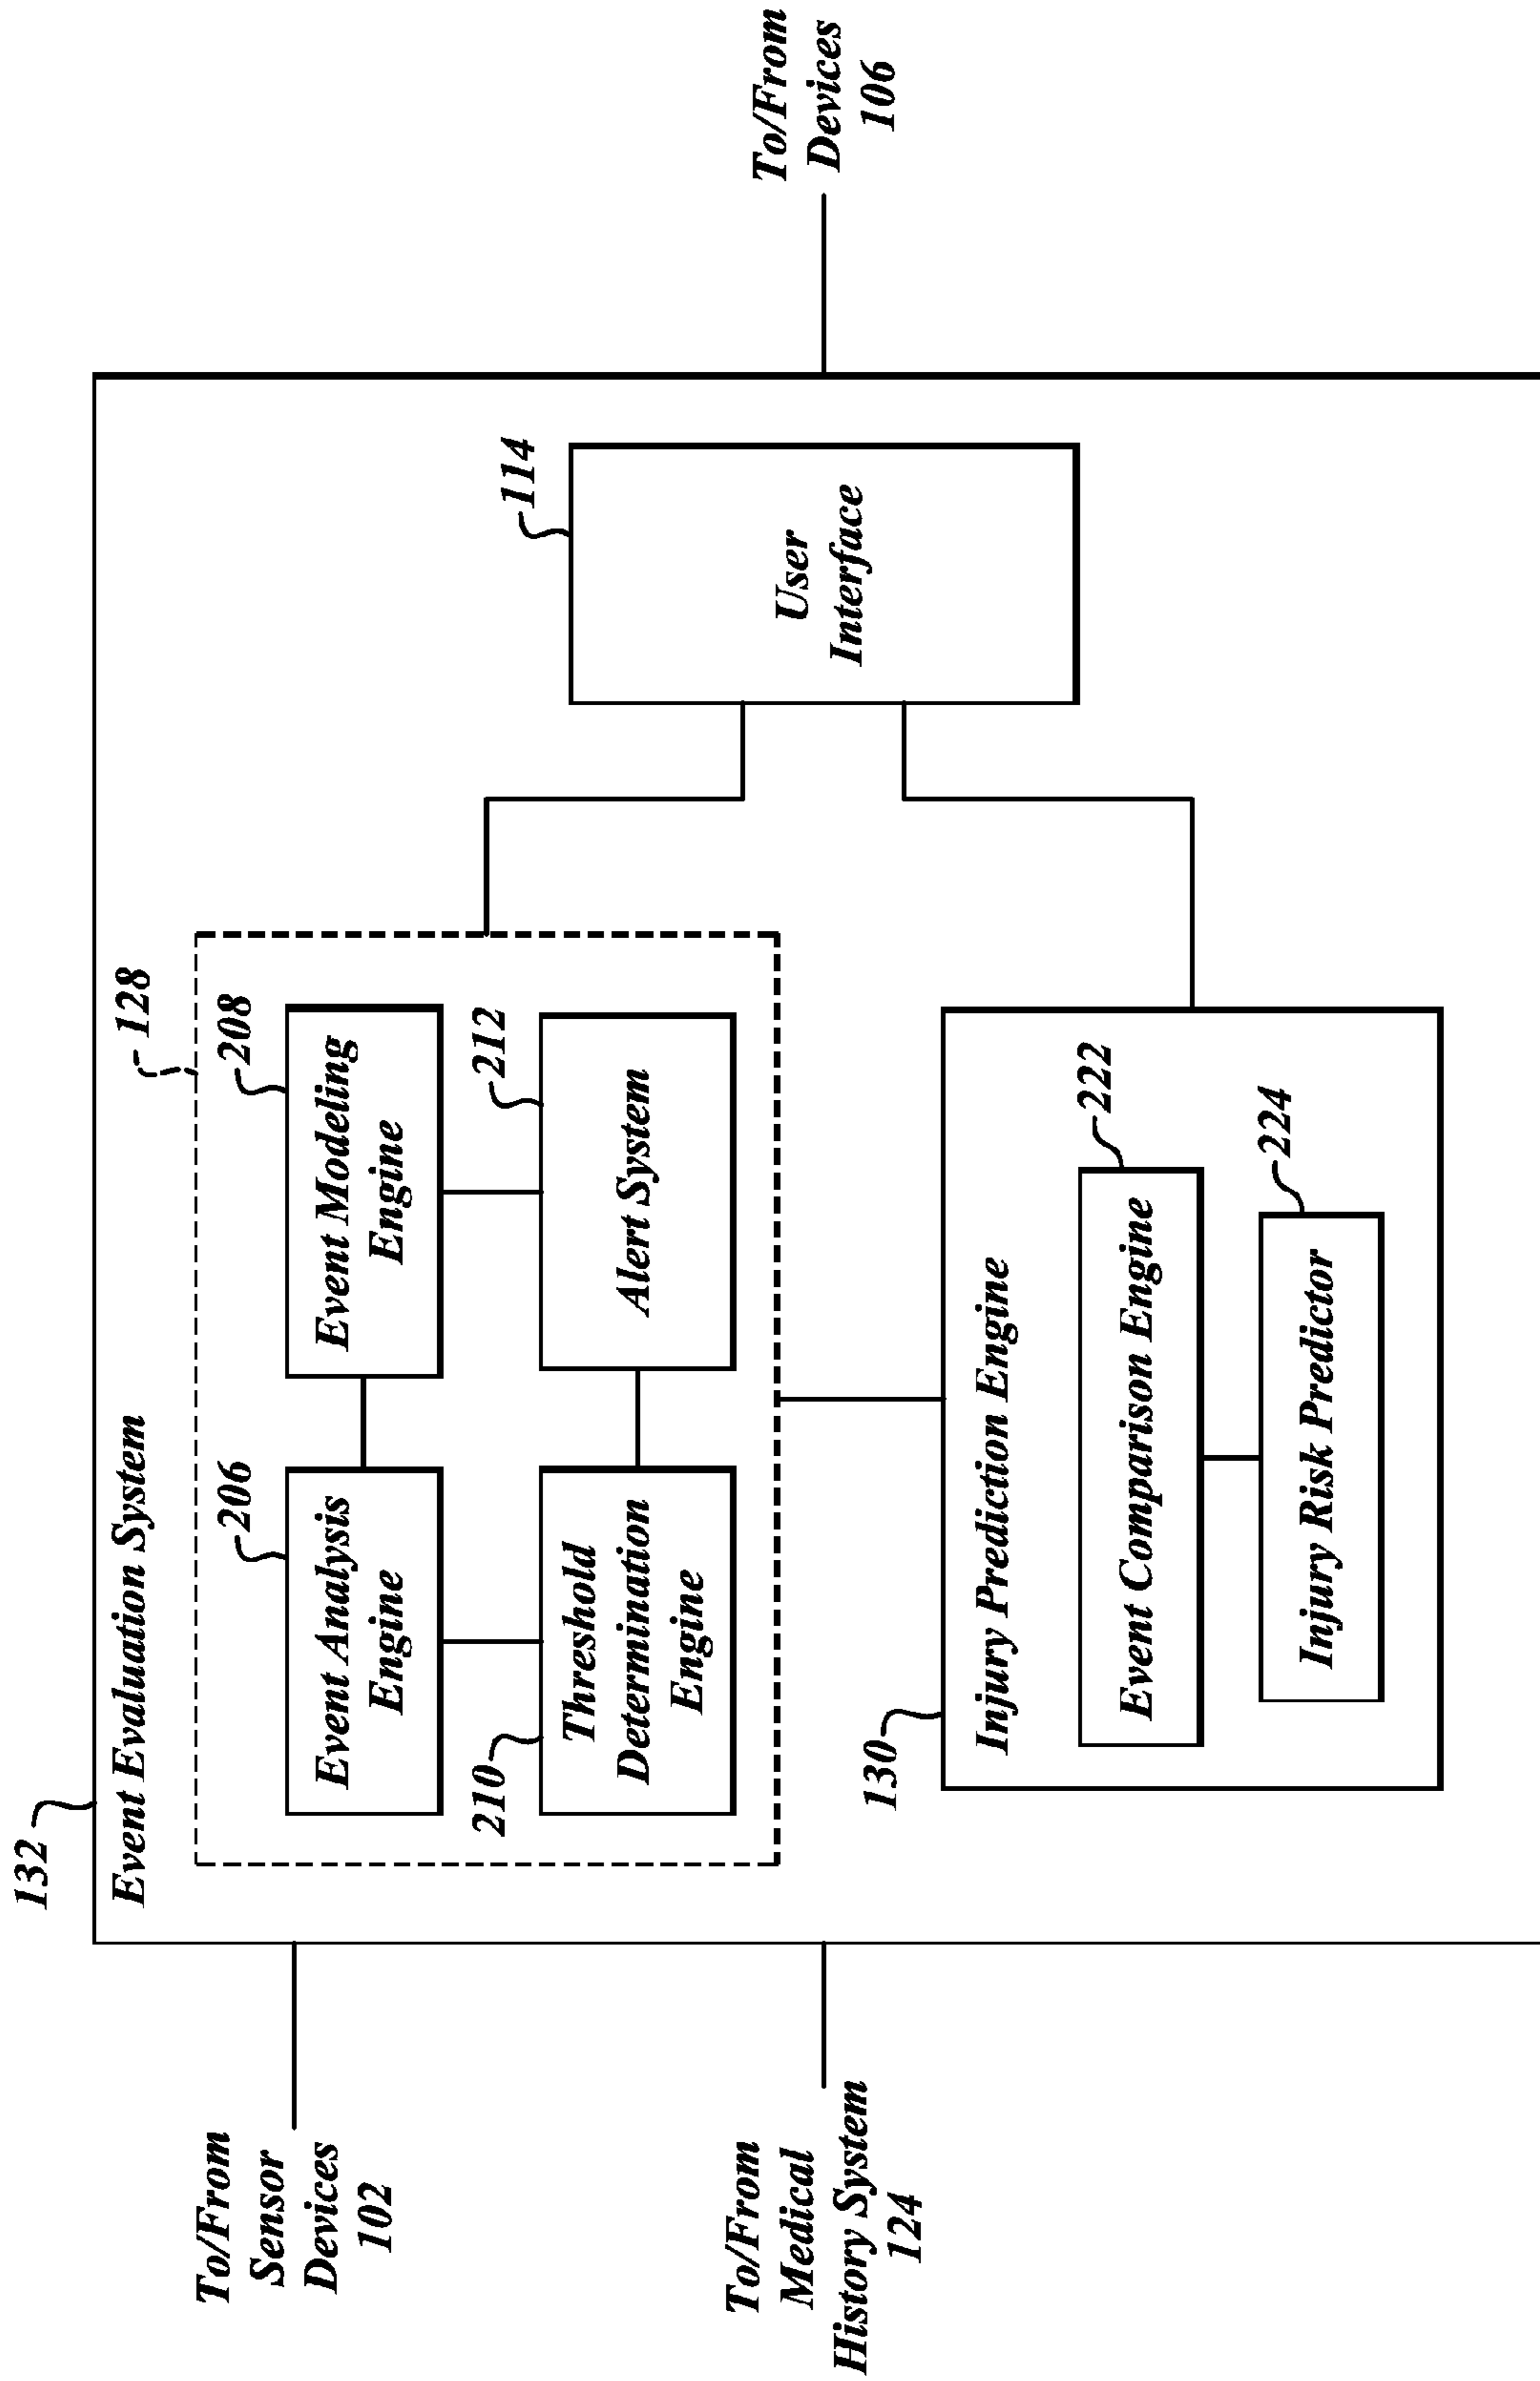 132
Event Evaluation System
128
206
Event Analysis
Engine
208
Event Modeling
Engine
210
Threshold
Determination
Engine
212
Alert System
114
User
Interface
130
Injury Prediction Engine
222
Event Comparison Engine
224
Injury Risk Predictor
To/From
Sensor
Devices
102
To/From
Medical
History System
124
To/From
Devices
106